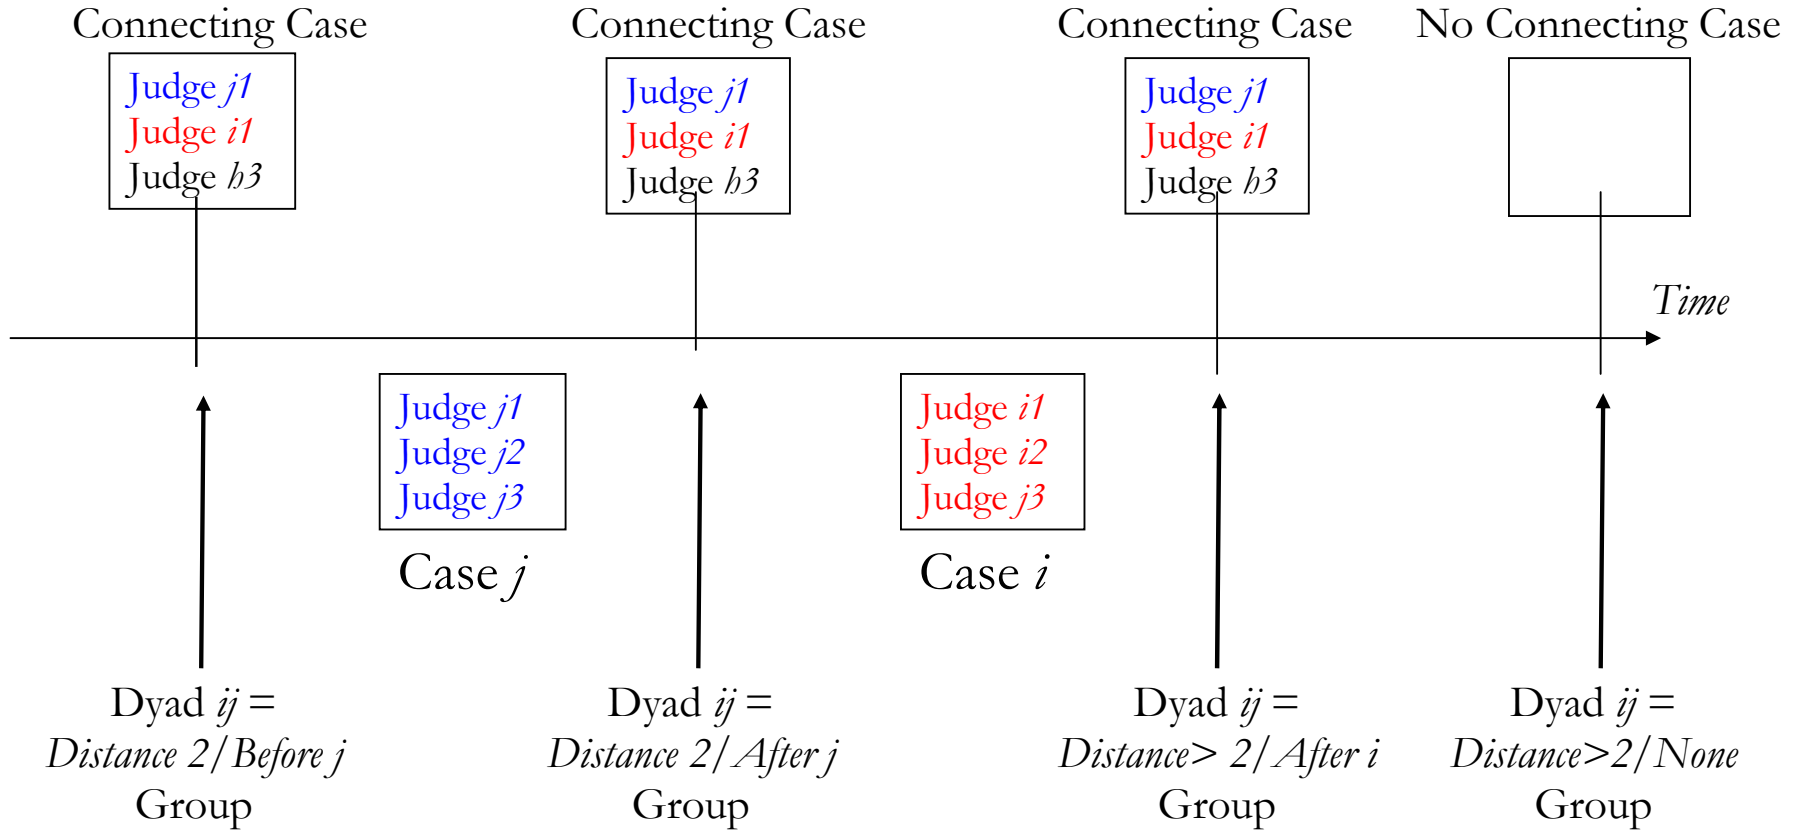 Connecting Case
Judge j1
Judge i1
Judge h3
Connecting Case
Judge j1
Judge i1
Judge h3
Connecting Case
Judge j1
Judge i1
Judge h3
No Connecting Case
Time
Judge j1
Judge j2
Judge j3
Case j
Judge i1
Judge i2
Judge j3
Case i
Dyad ij =
Distance 2/Before j
Group
Dyad ij =
Distance 2/After j
Group
Dyad ij =
Distance> 2/After i
Group
Dyad ij =
Distance>2/None
Group